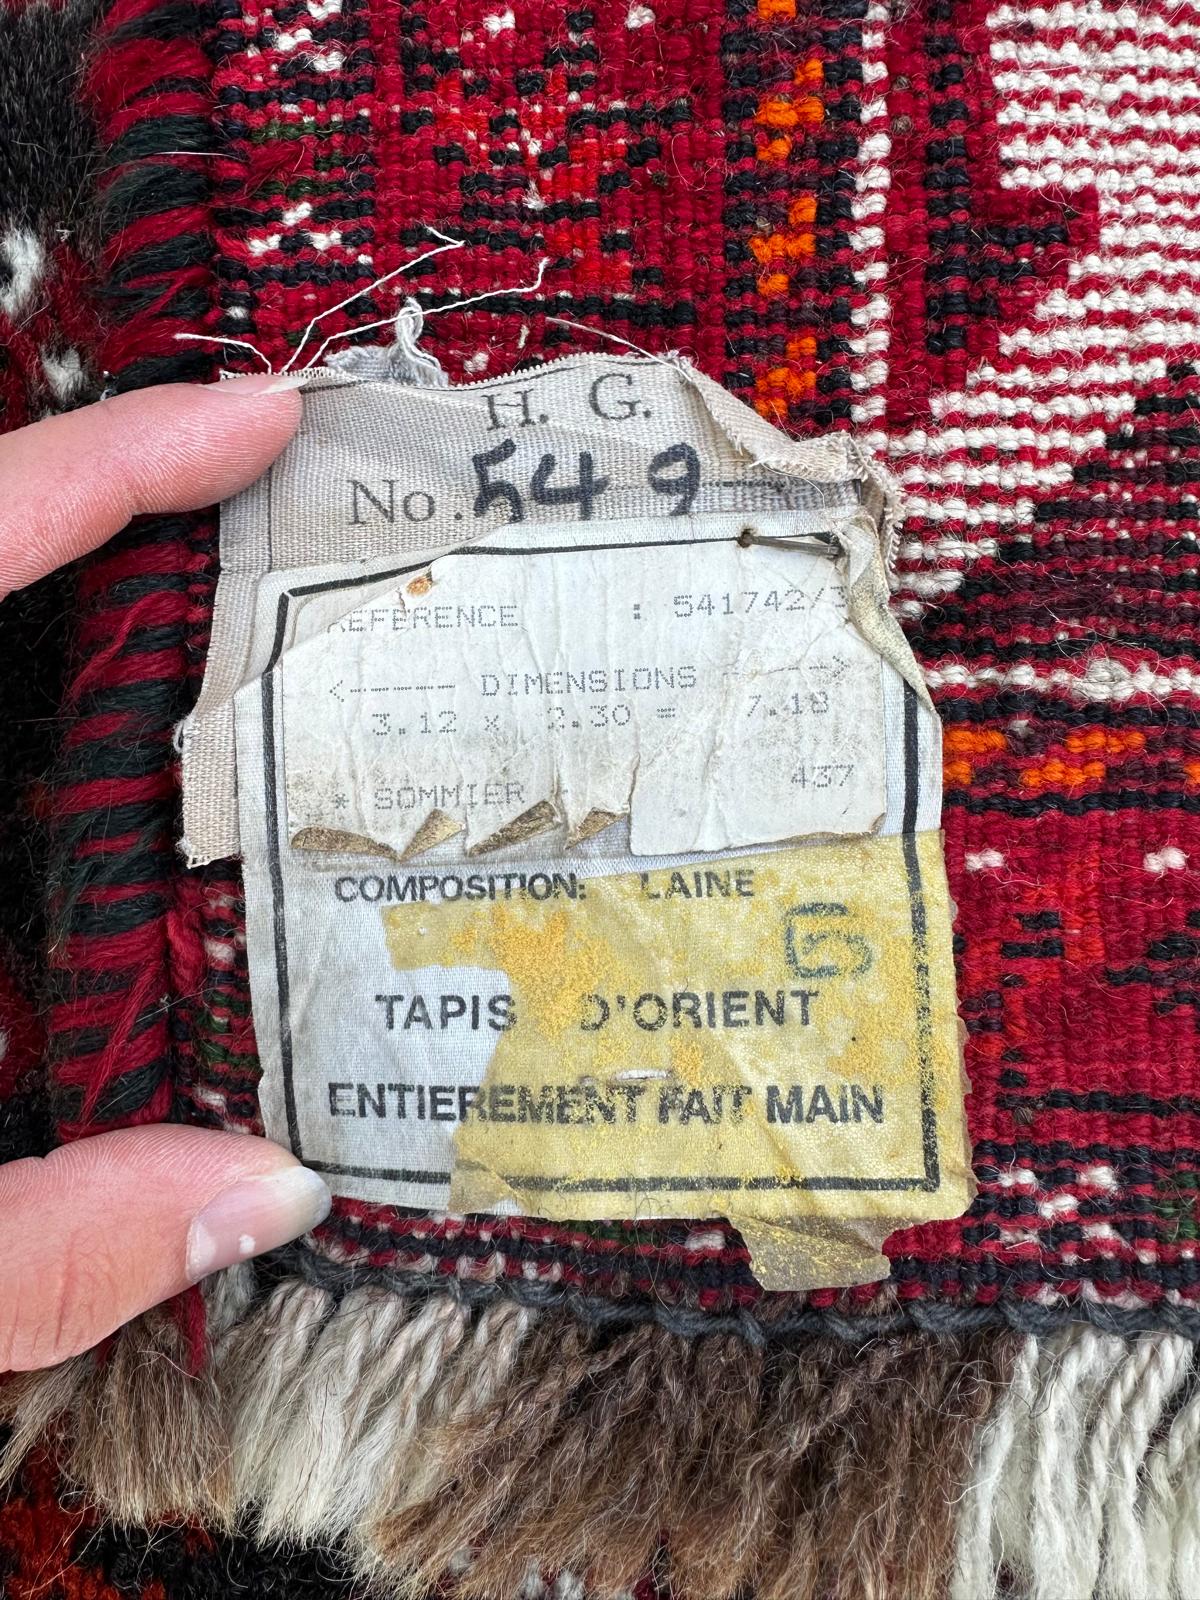 H. G.
No. 549
REFERENCE : 541742/3
<----- DIMENSIONS ----->
3.12 x 2.30 = 7.18
* SOMMIER 437
COMPOSITION: LAINE
5
TAPIS D'ORIENT
ENTIEREMENT FAIT MAIN